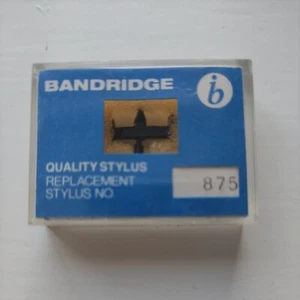 BANDRIDGE
b
QUALITY STYLUS
REPLACEMENT
STYLUS NO. 875